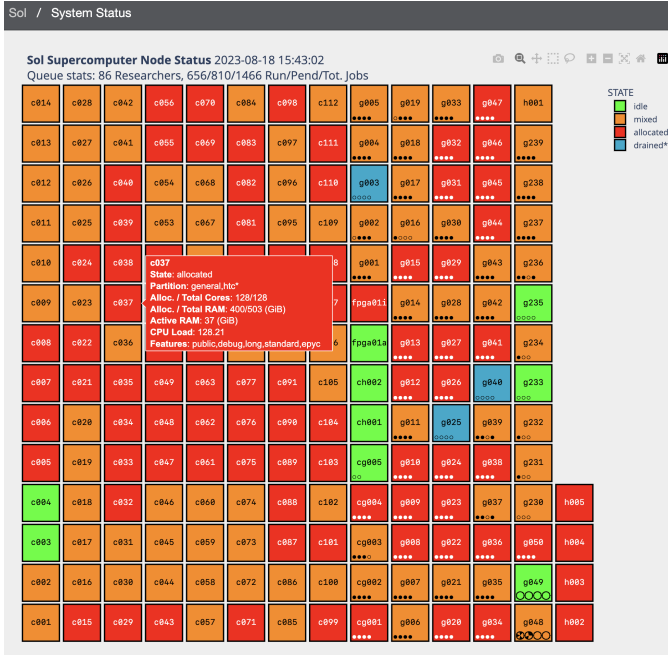 Sol / System Status
Sol Supercomputer Node Status 2023-08-18 15:43:02
Queue stats: 86 Researchers, 656/810/1466 Run/Pend/Tot. Jobs
STATE
idle
mixed
allocated
drained*
c014 c028 c042 c056 c070 c084 c098 c112 g005 g019 g033 g047 h001
c013 c027 c041 c055 c069 c083 c097 c111 g004 g018 g032 g046 g239
c012 c026 c040 c054 c068 c082 c096 c110 g003 g017 g031 g045 g238
c011 c025 c039 c053 c067 c081 c095 c109 g002 g016 g030 g044 g237
c010 c024 c038 8 g001 g015 g029 g043 g236
c009 c023 c037 7 fpga01i g014 g028 g042 g235
c008 c022 c036 6 fpga01a g013 g027 g041 g234
c037
State: allocated
Partition: general,htc*
Alloc. / Total Cores: 128/128
Alloc. / Total RAM: 400/503 (GiB)
Active RAM: 37 (GiB)
CPU Load: 128.21
Features: public,debug,long,standard,epyc
c007 c021 c035 c049 c063 c077 c091 c105 ch002 g012 g026 g040 g233
c006 c020 c034 c048 c062 c076 c090 c104 ch001 g011 g025 g039 g232
c005 c019 c033 c047 c061 c075 c089 c103 cg005 g010 g024 g038 g231
c004 c018 c032 c046 c060 c074 c088 c102 cg004 g009 g023 g037 g230 h005
c003 c017 c031 c045 c059 c073 c087 c101 cg003 g008 g022 g036 g050 h004
c002 c016 c030 c044 c058 c072 c086 c100 cg002 g007 g021 g035 g049 h003
c001 c015 c029 c043 c057 c071 c085 c099 cg001 g006 g020 g034 g048 h002